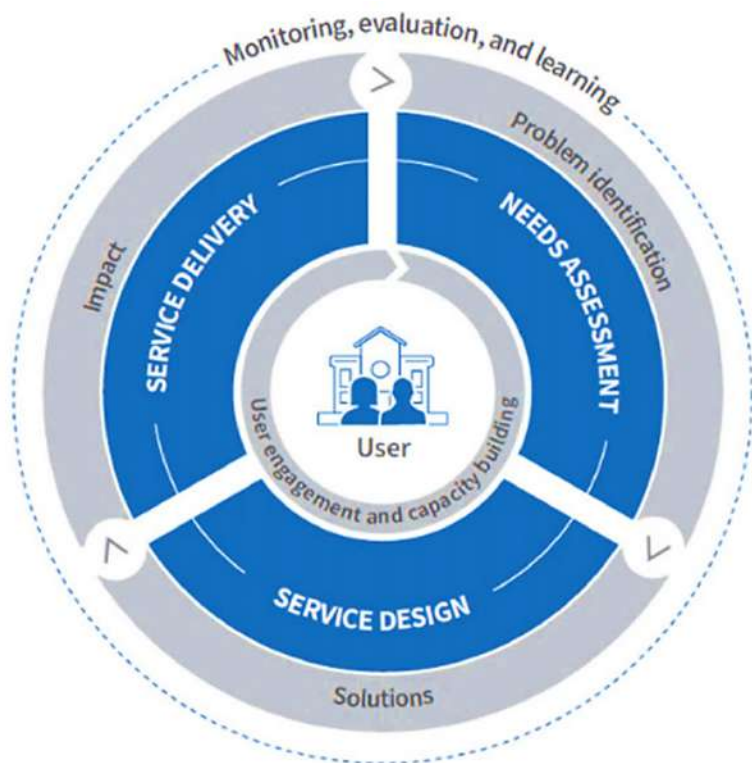 Monitoring, evaluation, and learning
Problem identification
NEEDS ASSESSMENT
SERVICE DESIGN
Solutions
SERVICE DELIVERY
Impact
User
User engagement and capacity building